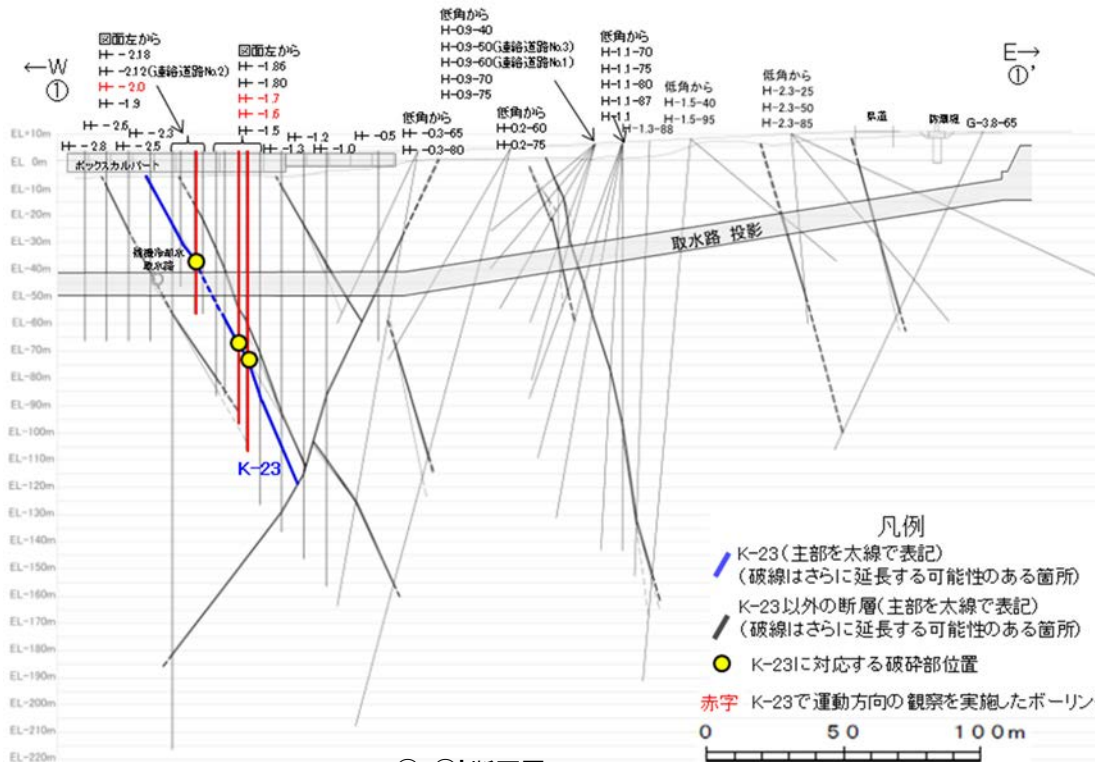 ←W
①
図面左から
H- -2.18
H- -2.12(連絡道路No.2)
H- -2.0
H- -1.9
図面左から
H- -1.86
H- -1.80
H- -1.7
H- -1.6
H- -1.5
低角から
H-0.9-40
H-0.9-50(連絡道路No.3)
H-0.9-60(連絡道路No.1)
H-0.9-70
H-0.9-75
低角から
H-1.1-70
H-1.1-75
H-1.1-80
H-1.1-87
H-1.1
低角から
H-1.5-40
H-1.5-95
低角から
H-2.3-25
H-2.3-50
H-2.3-85
E→
①'
H- -2.8
H- -2.6
H- -2.5
H- -2.3
H- -1.3
H- -1.2
H- -1.0
H- -0.5
低角から
H- -0.3-65
H- -0.3-80
低角から
H-0.2-60
H-0.2-75
H-1.3-88
軌道
防潮堤
G-3.8-65
ボックスカルバート
補機冷却水
取水路
取水路 投影
K-23
EL+10m
EL 0m
EL-10m
EL-20m
EL-30m
EL-40m
EL-50m
EL-60m
EL-70m
EL-80m
EL-90m
EL-100m
EL-110m
EL-120m
EL-130m
EL-140m
EL-150m
EL-160m
EL-170m
EL-180m
EL-190m
EL-200m
EL-210m
EL-220m
凡例
K-23(主部を太線で表記)
(破線はさらに延長する可能性のある箇所)
K-23以外の断層(主部を太線で表記)
(破線はさらに延長する可能性のある箇所)
K-23に対応する破砕部位置
赤字 K-23で運動方向の観察を実施したボーリン
0 50 100m